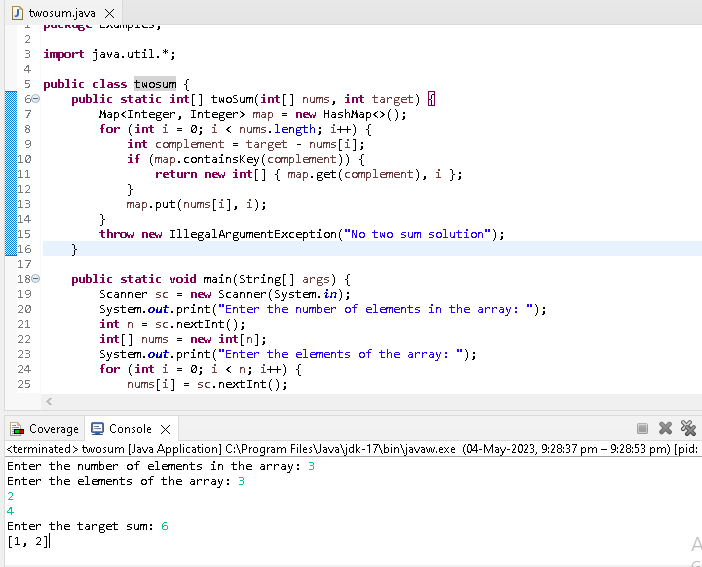 twosum.java
1 package Examples;
2
3 import java.util.*;
4
5 public class twosum {
6 public static int[] twoSum(int[] nums, int target) {
7 Map<Integer, Integer> map = new HashMap<>();
8 for (int i = 0; i < nums.length; i++) {
9 int complement = target - nums[i];
10 if (map.containsKey(complement)) {
11 return new int[] { map.get(complement), i };
12 }
13 map.put(nums[i], i);
14 }
15 throw new IllegalArgumentException("No two sum solution");
16 }
17
18 public static void main(String[] args) {
19 Scanner sc = new Scanner(System.in);
20 System.out.print("Enter the number of elements in the array: ");
21 int n = sc.nextInt();
22 int[] nums = new int[n];
23 System.out.print("Enter the elements of the array: ");
24 for (int i = 0; i < n; i++) {
25 nums[i] = sc.nextInt();
Coverage Console
<terminated> twosum [Java Application] C:\Program Files\Java\jdk-17\bin\javaw.exe (04-May-2023, 9:28:37 pm – 9:28:53 pm) [pid:
Enter the number of elements in the array: 3
Enter the elements of the array: 3
2
4
Enter the target sum: 6
[1, 2]